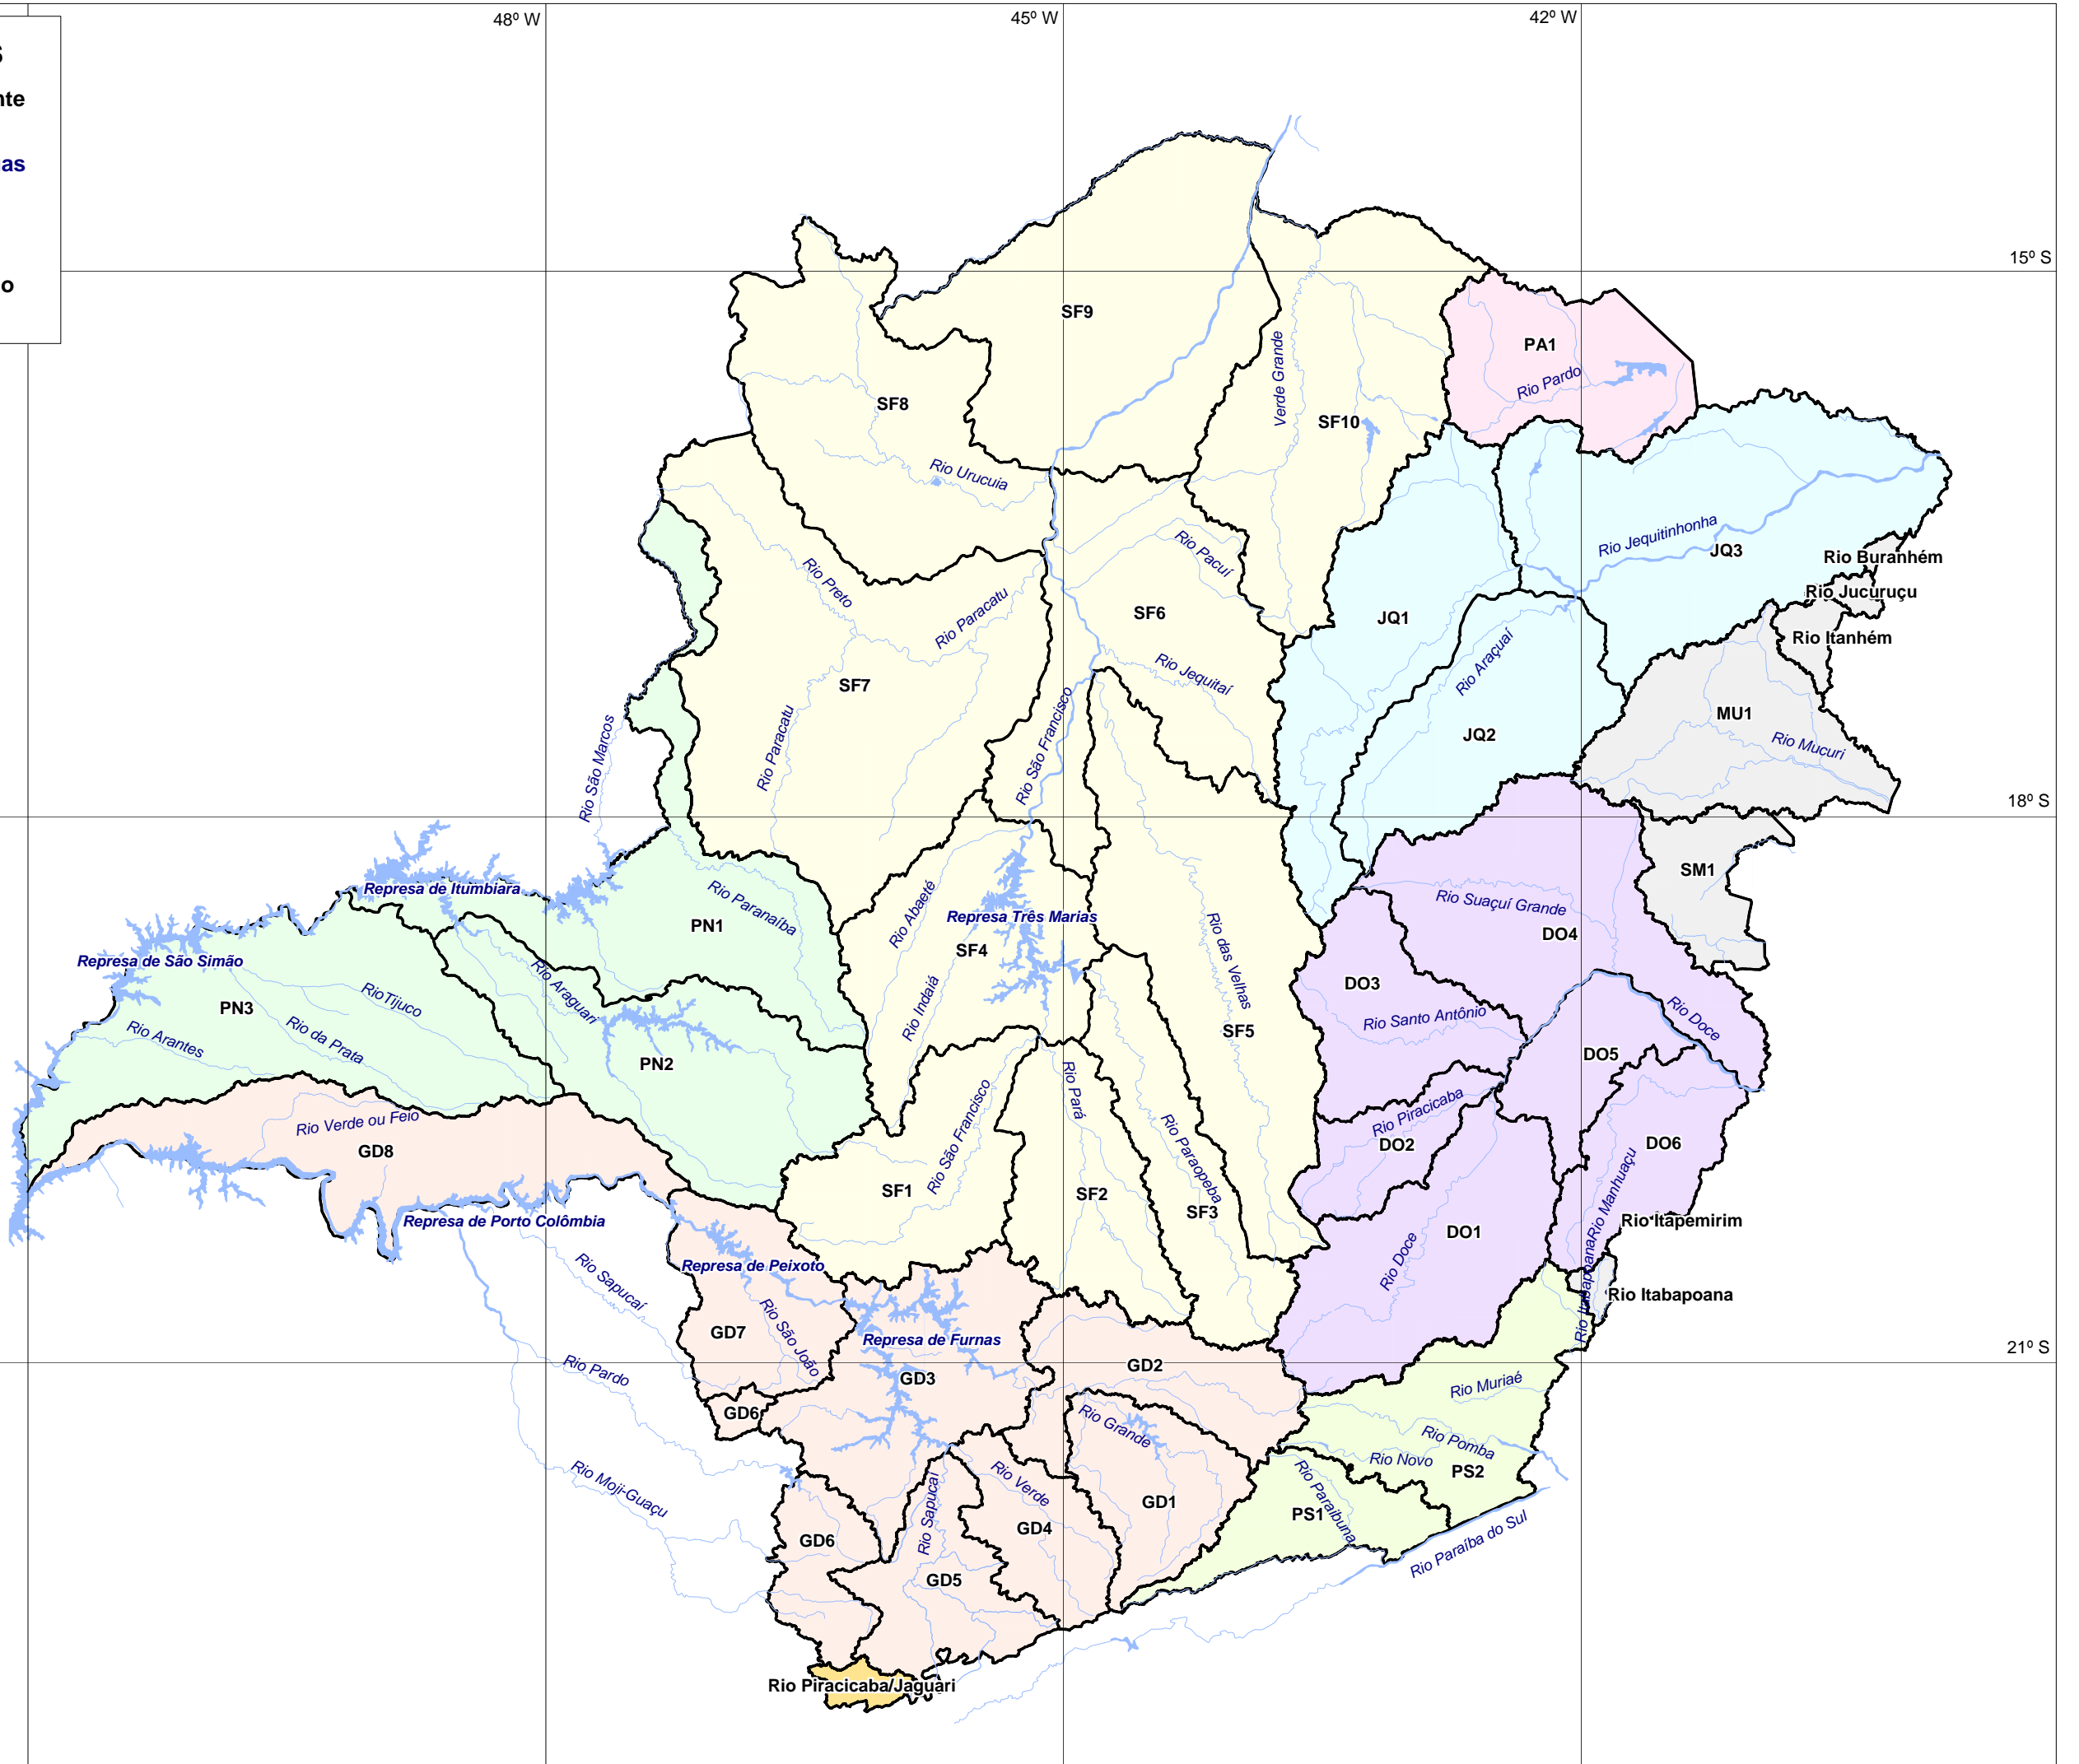 48º W
45º W
42º W
15º S
18º S
21º S
S
nte
as
o
SF9
PA1
Rio Pardo
Verde Grande
SF8
SF10
Rio Urucuia
Rio Jequitinhonha
JQ3
Rio Buranhém
Rio Pacuí
Rio Jucuruçu
Rio Preto
Rio Paracatu
SF6
JQ1
Rio Itanhém
Rio Araçuaí
Rio Jequitaí
SF7
MU1
JQ2
Rio Mucuri
Rio São Francisco
Rio Paracatu
Rio São Marcos
SM1
Represa de Itumbiara
Rio Paranaíba
PN1
Rio Abaeté
Represa Três Marias
Rio Suaçuí Grande
DO4
SF4
Rio das Velhas
Represa de São Simão
Rio Araguari
DO3
PN3
RioTijuco
Rio Indaiá
Rio Santo Antônio
Rio Doce
SF5
Rio Arantes
Rio da Prata
DO5
PN2
Rio Pará
Rio Piracicaba
Rio Verde ou Feio
Rio São Francisco
DO2
DO6
GD8
Rio Paraopeba
Rio Manhuaçu
SF1
SF2
SF3
Represa de Porto Colômbia
Rio Itapemirim
DO1
Rio Doce
Represa de Peixoto
Rio Sapucaí
Rio Itabapoana
Rio Itabapoana
GD7
Rio São João
Represa de Furnas
GD2
Rio Pardo
GD3
Rio Muriaé
GD6
Rio Grande
Rio Pomba
Rio Novo
PS2
Rio Moji-Guaçu
Rio Verde
Rio Paraibuna
GD1
PS1
Rio Sapucaí
GD4
GD6
Rio Paraíba do Sul
GD5
Rio Piracicaba/Jaguari